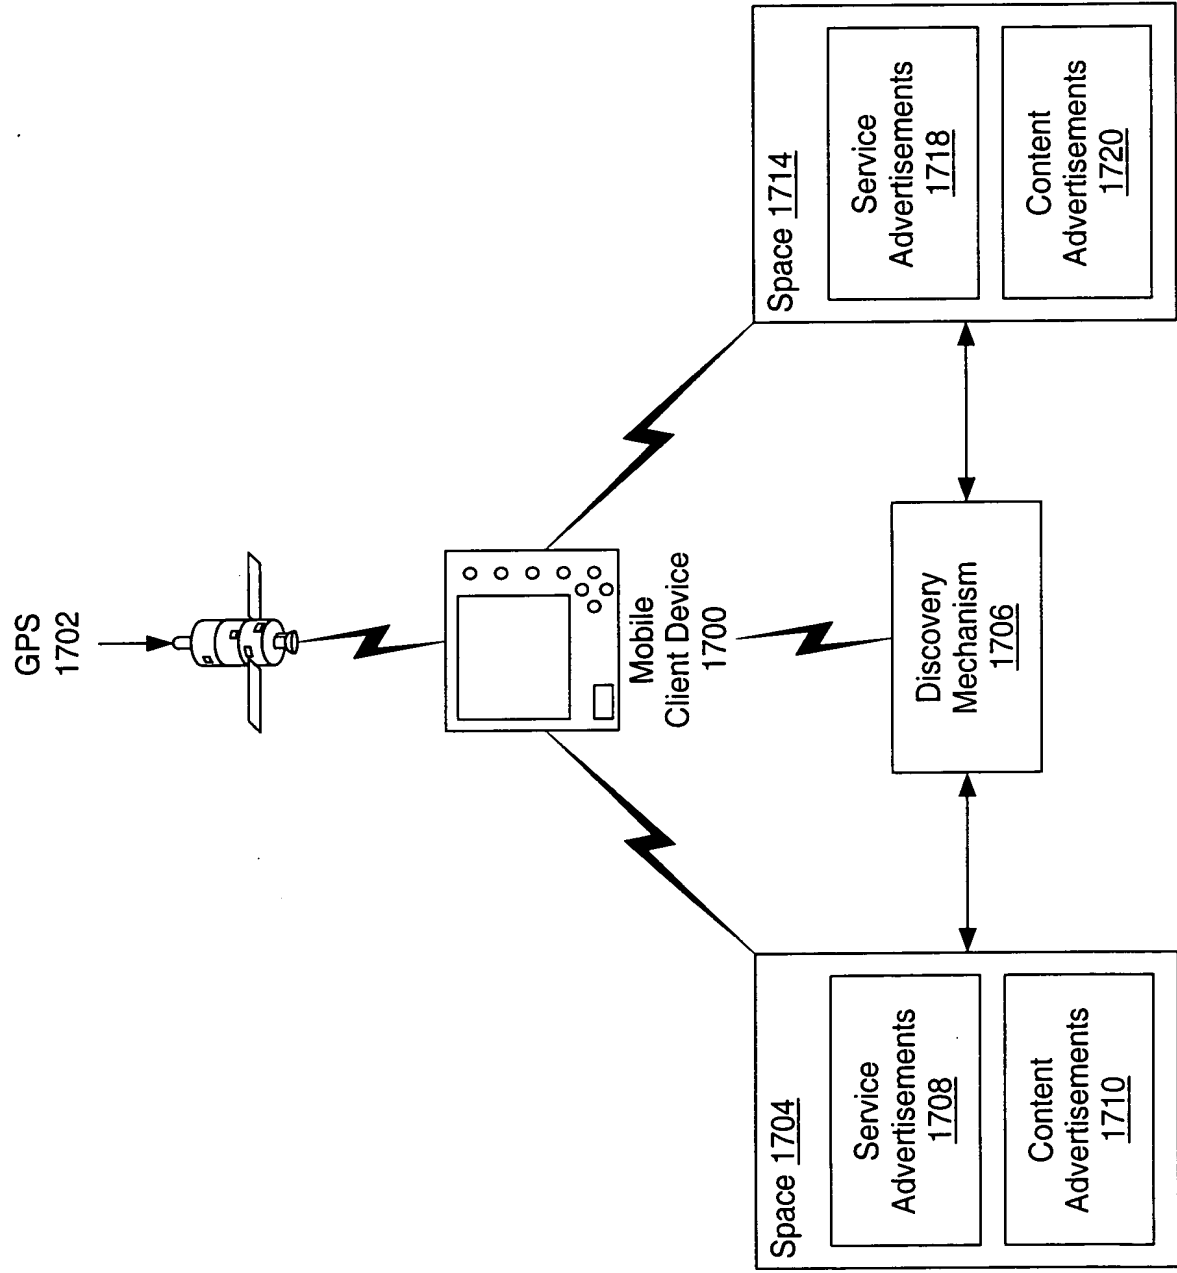 GPS
1702
Mobile
Client Device
1700
Discovery
Mechanism
1706
Space 1704
Service
Advertisements
1708
Content
Advertisements
1710
Space 1714
Service
Advertisements
1718
Content
Advertisements
1720